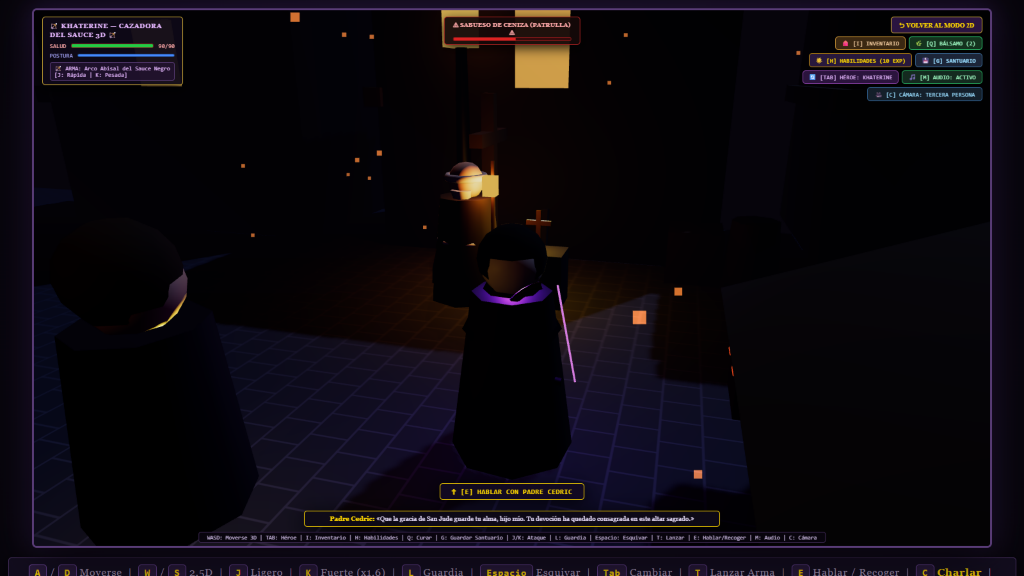 KHATERINE — CAZADORA
DEL SAUCE 3D
SALUD 90/90
POSTURA
ARMA: Arco Abisal del Sauce Negro
[J: Rápida | K: Pesada]
SABUESO DE CENIZA (PATRULLA)
VOLVER AL MODO 2D
[I] INVENTARIO
[Q] BÁLSAMO (2)
[H] HABILIDADES (10 EXP)
[G] SANTUARIO
[TAB] HÉROE: KHATERINE
[M] AUDIO: ACTIVO
[C] CÁMARA: TERCERA PERSONA
[E] HABLAR CON PADRE CEDRIC
Padre Cedric: «Que la gracia de San Jude guarde tu alma, hijo mío. Tu devoción ha quedado consagrada en este altar sagrado.»
WASD: Moverse 3D | TAB: Héroe | I: Inventario | H: Habilidades | Q: Curar | G: Guardar Santuario | J/K: Ataque | L: Guardia | Espacio: Esquivar | T: Lanzar | E: Hablar/Recoger | M: Audio | C: Cámara
A / D Moverse | W / S 2.5D | J Ligero | K Fuerte (x1.6) | L Guardia | Espacio Esquivar | Tab Cambiar | T Lanzar Arma | E Hablar / Recoger | C Charlar |